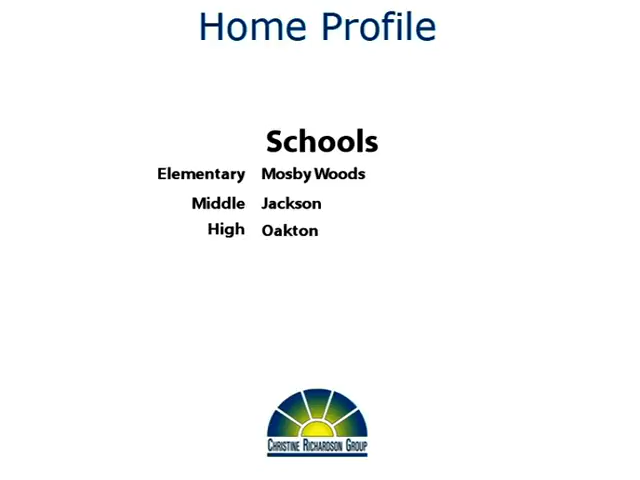 Home Profile
Schools
Elementary Mosby Woods
Middle Jackson
High Oakton
Christine Richardson Group